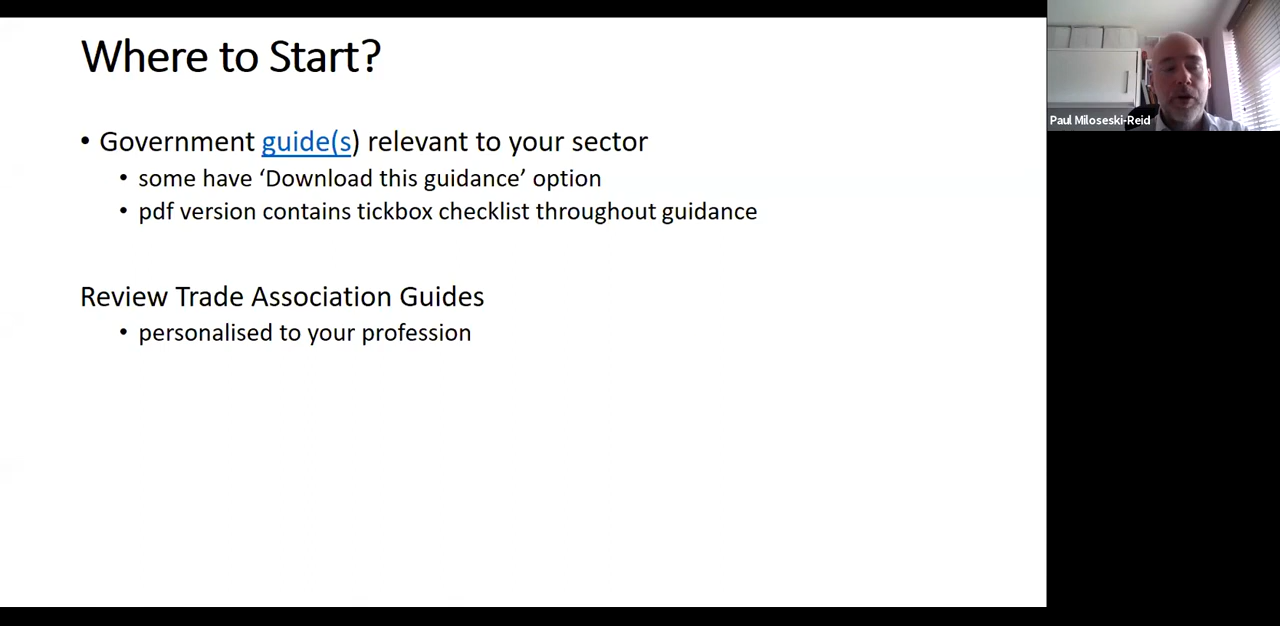 Where to Start?
• Government guide(s) relevant to your sector
• some have ‘Download this guidance’ option
• pdf version contains tickbox checklist throughout guidance
Review Trade Association Guides
• personalised to your profession
Paul Miloseski-Reid